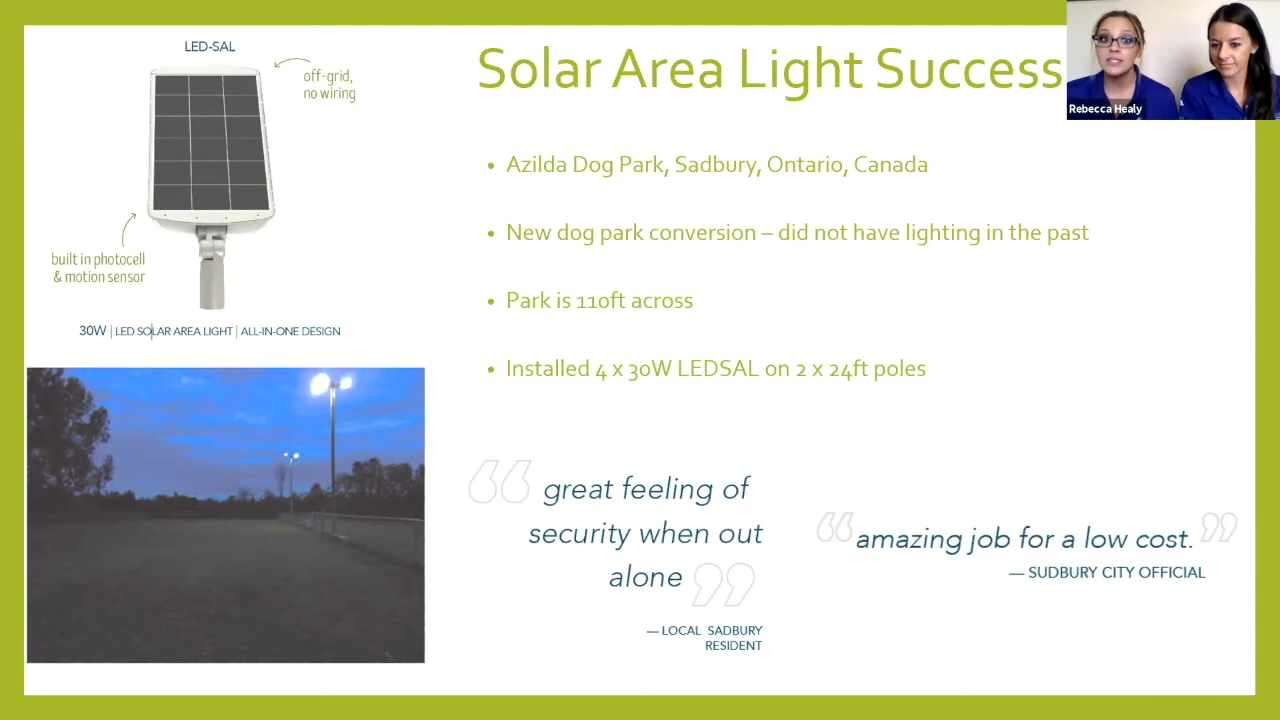 LED-SAL
off-grid,
no wiring
built in photocell
& motion sensor
30W | LED SOLAR AREA LIGHT | ALL-IN-ONE DESIGN
Solar Area Light Success
Rebecca Healy
• Azilda Dog Park, Sadbury, Ontario, Canada
• New dog park conversion – did not have lighting in the past
• Park is 110ft across
• Installed 4 x 30W LEDSAL on 2 x 24ft poles
“ great feeling of
security when out
alone ”
— LOCAL SADBURY
RESIDENT
“ amazing job for a low cost. ”
— SUDBURY CITY OFFICIAL